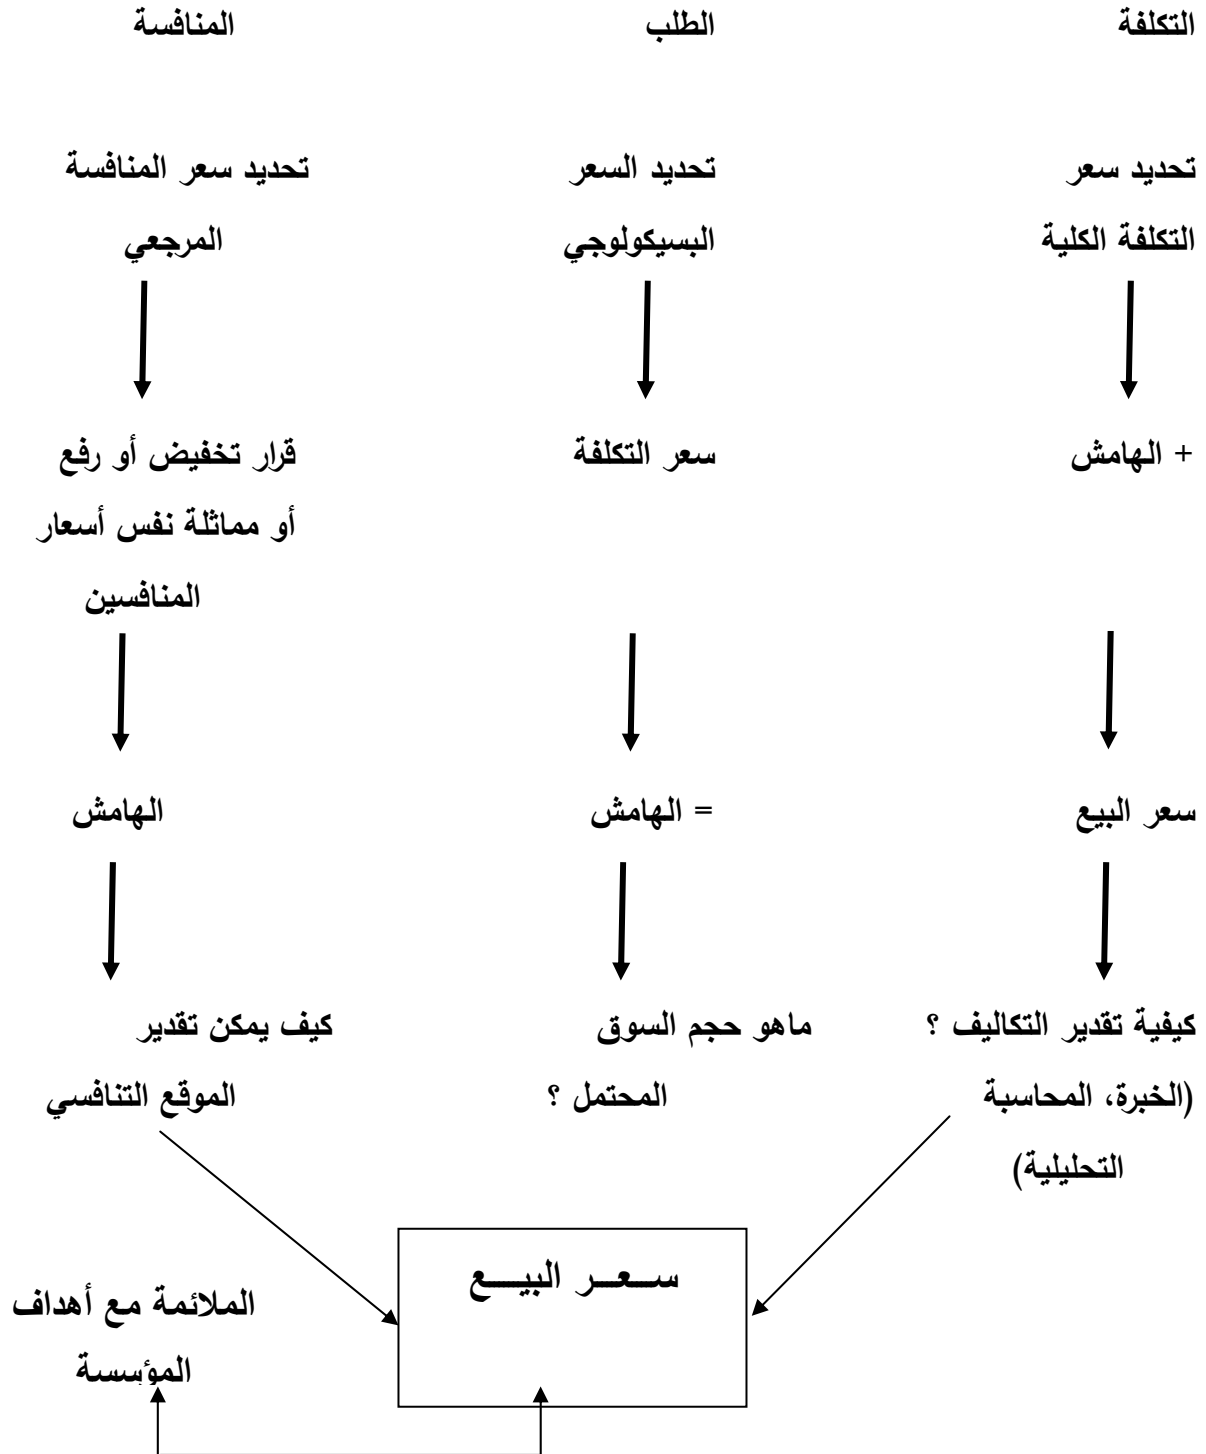 التكلفة
الطلب
المنافسة
تحديد سعر
التكلفة الكلية
تحديد السعر
البسيكولوجي
تحديد سعر المنافسة
المرجعي
+ الهامش
سعر التكلفة
قرار تخفيض أو رفع
أو مماثلة نفس أسعار
المنافسين
سعر البيع
= الهامش
الهامش
كيفية تقدير التكاليف ؟
(الخبرة، المحاسبة
التحليلية)
ماهو حجم السوق
المحتمل ؟
كيف يمكن تقدير
الموقع التنافسي
ســعــر البيــــع
الملائمة مع أهداف
المؤسسة